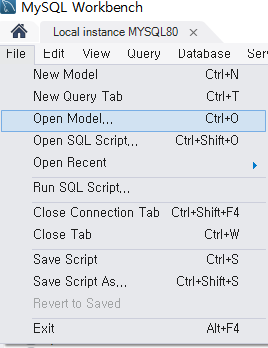 MySQL Workbench
Local instance MYSQL80
File Edit View Query Database
New Model Ctrl+N
New Query Tab Ctrl+T
Open Model... Ctrl+O
Open SQL Script... Ctrl+Shift+O
Open Recent
Run SQL Script...
Close Connection Tab Ctrl+Shift+F4
Close Tab Ctrl+W
Save Script Ctrl+S
Save Script As... Ctrl+Shift+S
Revert to Saved
Exit Alt+F4